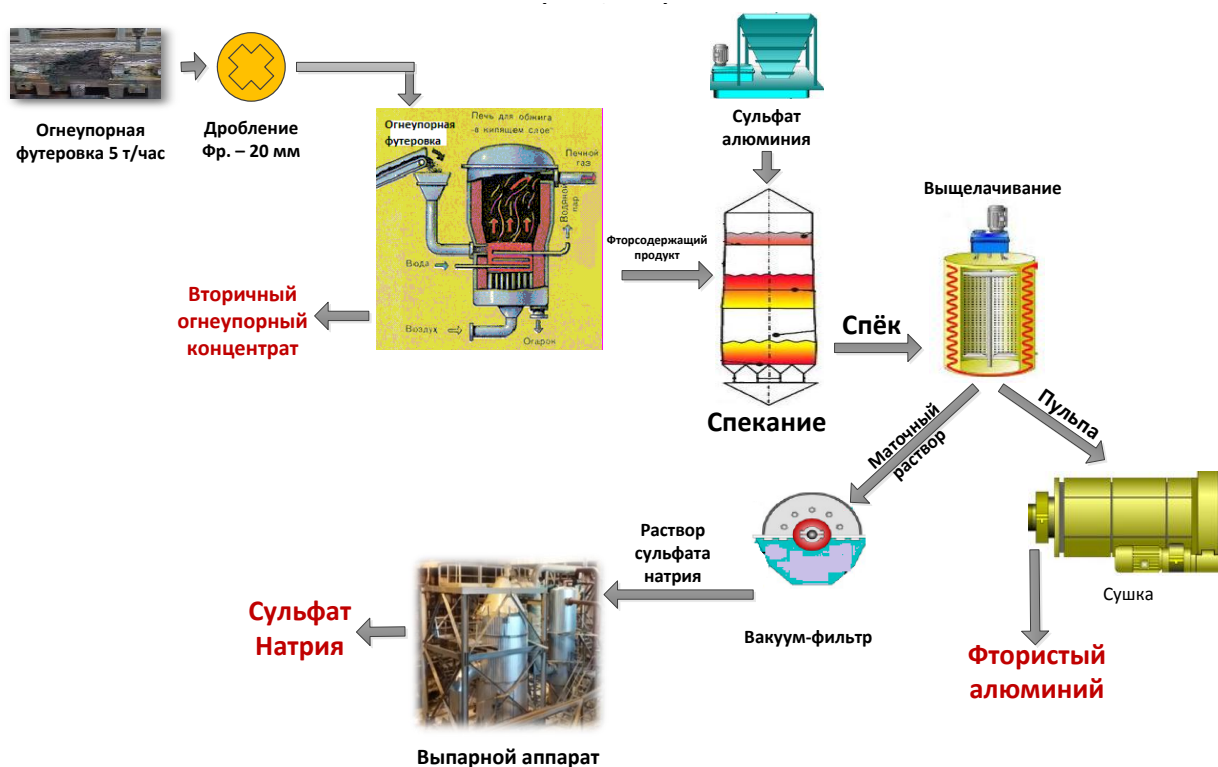 Огнеупорная
футеровка 5 т/час
Дробление
Фр. – 20 мм
Огнеупорная
футеровка
Печь для обжига
"в кипящем слое"
Печной
газ
Водяной
пар
Вода
Воздух
Огарок
Вторичный
огнеупорный
концентрат
Фторсодержащий
продукт
Сульфат
алюминия
Спекание
Спёк
Выщелачивание
Маточный
раствор
Пульпа
Сушка
Фтористый
алюминий
Вакуум-фильтр
Раствор
сульфата
натрия
Выпарной аппарат
Сульфат
Натрия